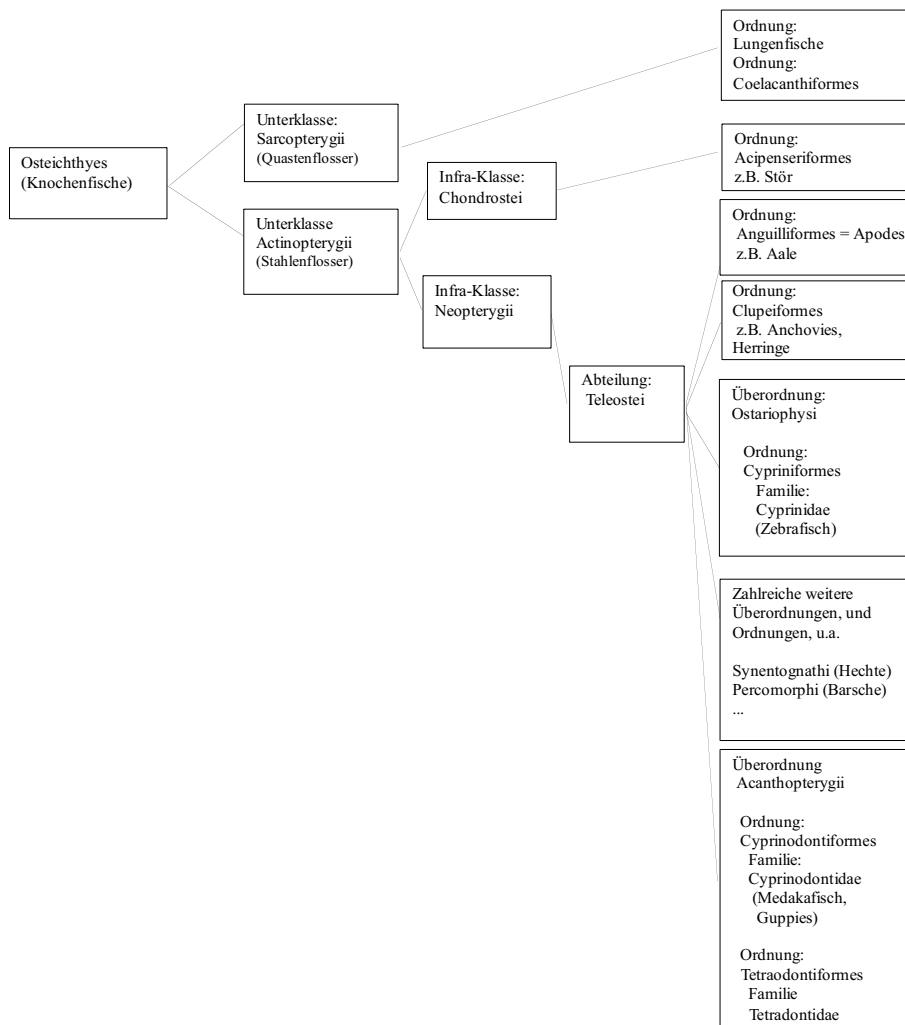 Osteichthyes
(Knochenfische)
Unterklasse:
Sarcopterygii
(Quastenflosser)
Unterklasse
Actinopterygii
(Stahlenflosser)
Infra-Klasse:
Chondrostei
Infra-Klasse:
Neopterygii
Abteilung:
Teleostei
Ordnung:
Lungenfische
Ordnung:
Coelacanthiformes
Ordnung:
Acipenseriformes
z.B. Stör
Ordnung:
Anguilliformes = Apodes
z.B. Aale
Ordnung:
Clupeiformes
z.B. Anchovies,
Herringe
Überordnung:
Ostariophysi
Ordnung:
Cypriniformes
Familie:
Cyprinidae
(Zebrafisch)
Zahlreiche weitere
Überordnungen, und
Ordnungen, u.a.
Synentognathi (Hechte)
Percomorphi (Barsche)
...
Überordnung
Acanthopterygii
Ordnung:
Cyprinodontiformes
Familie:
Cyprinodontidae
(Medakafisch,
Guppies)
Ordnung:
Tetraodontiformes
Familie
Tetradontidae